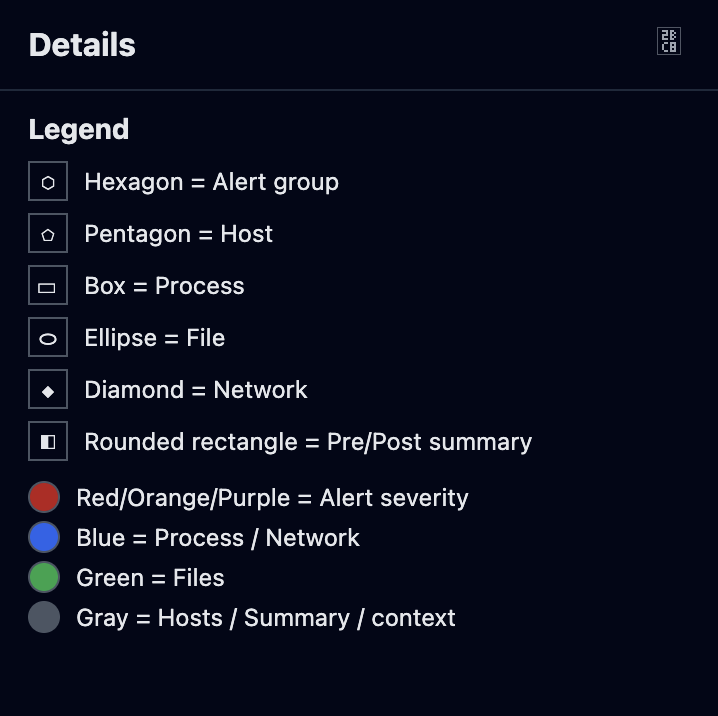 Details
Legend
Hexagon = Alert group
Pentagon = Host
Box = Process
Ellipse = File
Diamond = Network
Rounded rectangle = Pre/Post summary
Red/Orange/Purple = Alert severity
Blue = Process / Network
Green = Files
Gray = Hosts / Summary / context